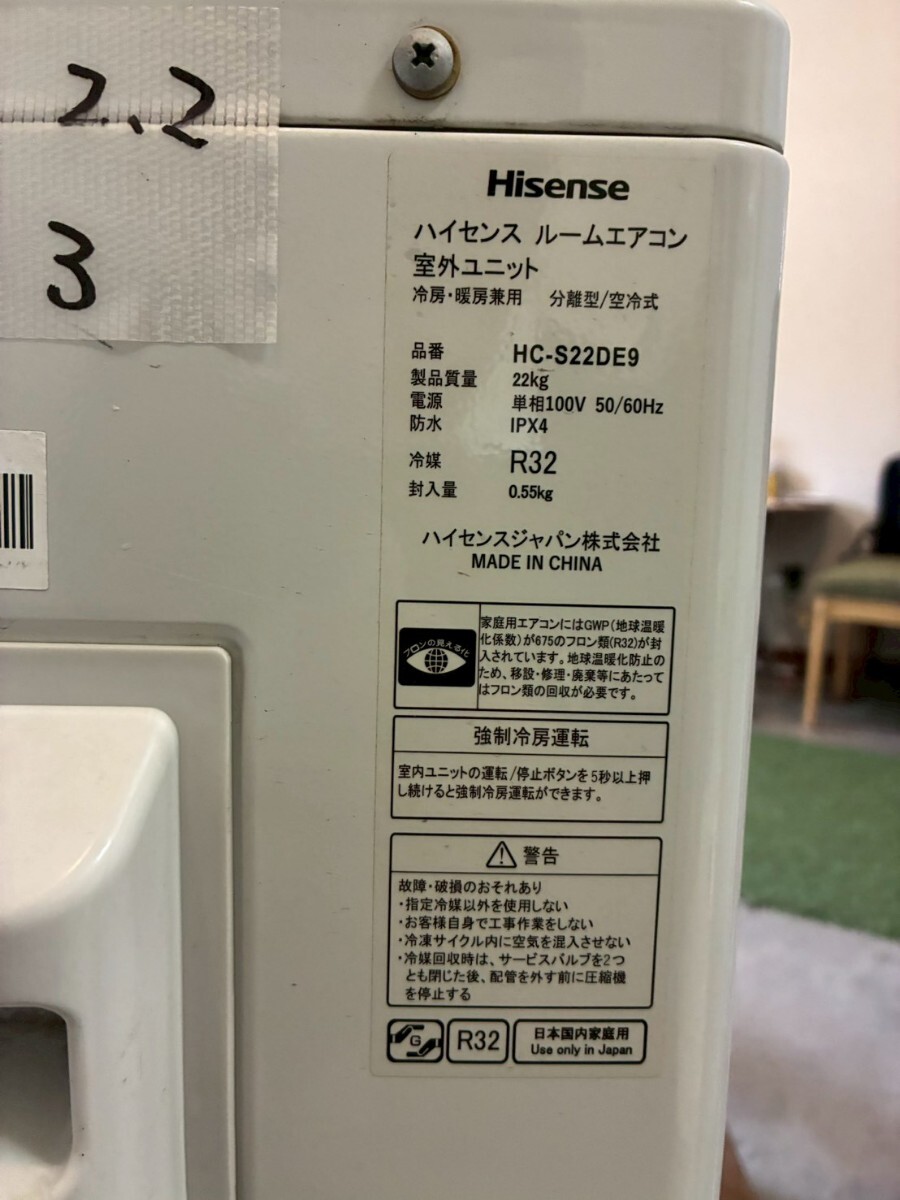 2.2
3
Hisense
ハイセンス ルームエアコン
室外ユニット
冷房・暖房兼用 分離型/空冷式
品番 HC-S22DE9
製品質量 22kg
電源 単相100V 50/60Hz
防水 IPX4
冷媒 R32
封入量 0.55kg
ハイセンスジャパン株式会社
MADE IN CHINA
フロンの見える化
家庭用エアコンにはGWP(地球温暖
化係数)が675のフロン類(R32)が封
入されています。地球温暖化防止の
ため、移設・修理・廃棄等にあたって
はフロン類の回収が必要です。
強制冷房運転
室内ユニットの運転/停止ボタンを5秒以上押
し続けると強制冷房運転ができます。
警告
故障・破損のおそれあり
・指定冷媒以外を使用しない
・お客様自身で工事作業をしない
・冷凍サイクル内に空気を混入させない
・冷媒回収時は、サービスバルブを2つ
とも閉じた後、配管を外す前に圧縮機
を停止する
G
R32
日本国内家庭用
Use only in Japan